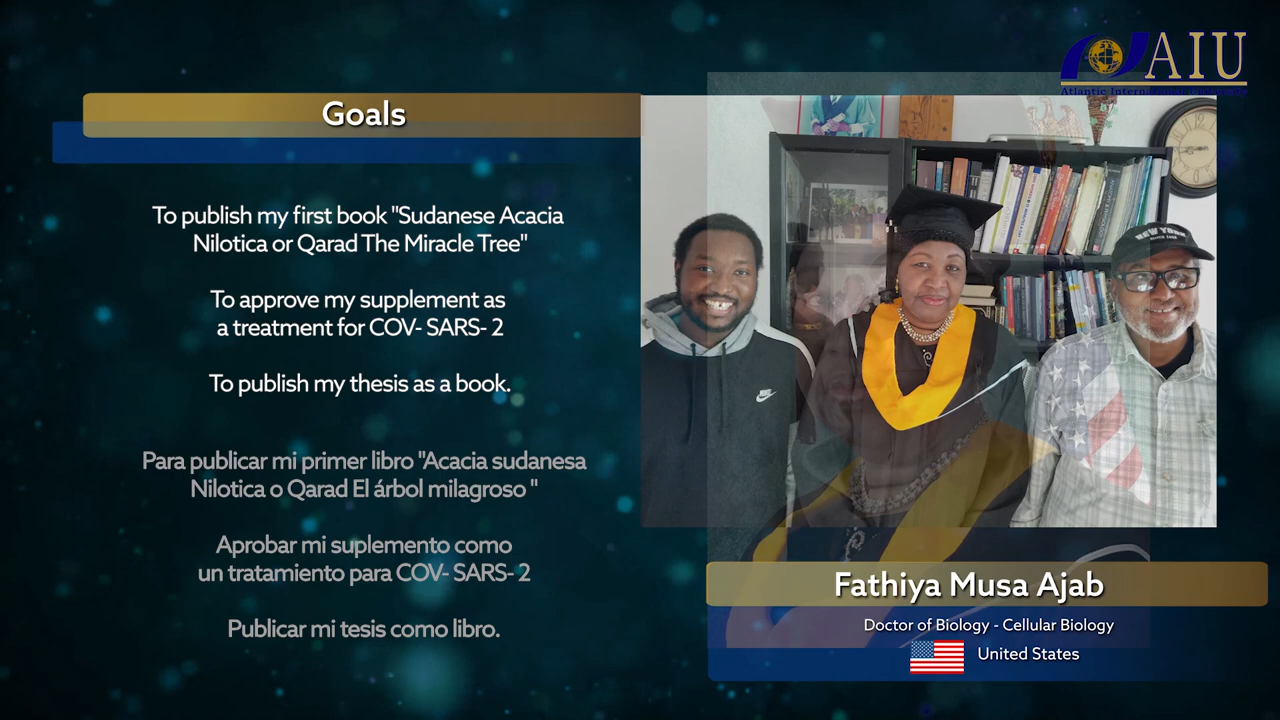 AIU
Atlantic International University
Goals
To publish my first book "Sudanese Acacia
Nilotica or Qarad The Miracle Tree"
To approve my supplement as
a treatment for COV- SARS- 2
To publish my thesis as a book.
Para publicar mi primer libro "Acacia sudanesa
Nilotica o Qarad El árbol milagroso "
Aprobar mi suplemento como
un tratamiento para COV- SARS- 2
Publicar mi tesis como libro.
NEW YORK
Fathiya Musa Ajab
Doctor of Biology - Cellular Biology
United States